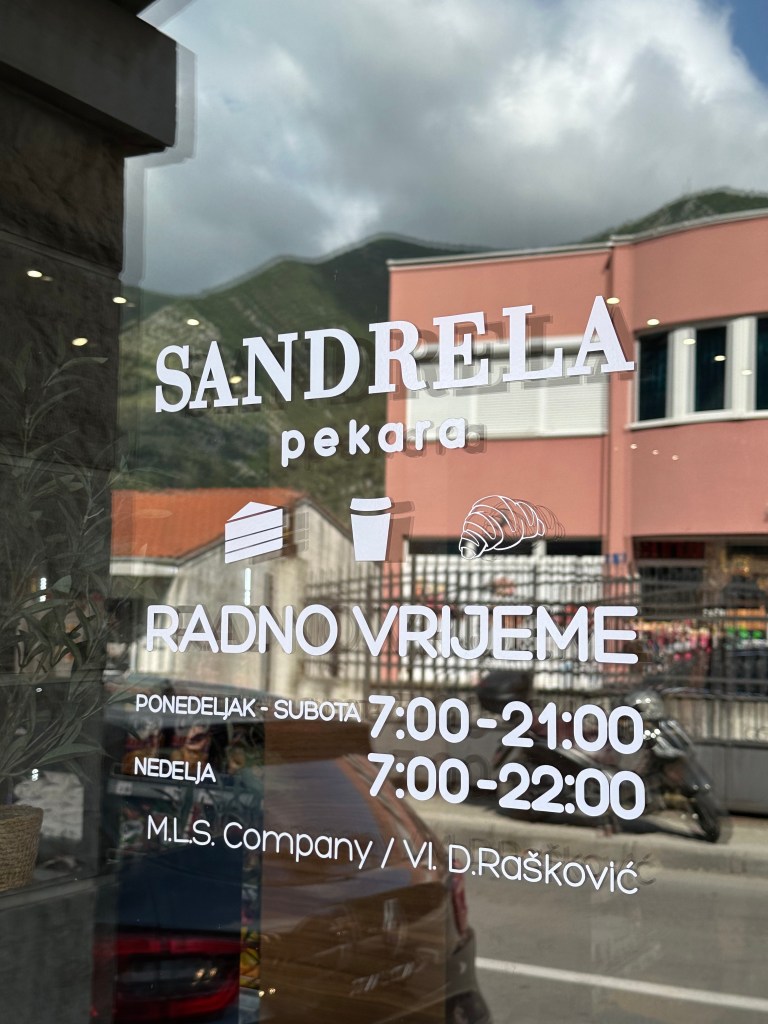 SANDRELA
pekara
RADNO VRIJEME
PONEDELJAK - SUBOTA 7:00-21:00
NEDELJA 7:00-22:00
M.L.S. Company / Vl. D.Rašković